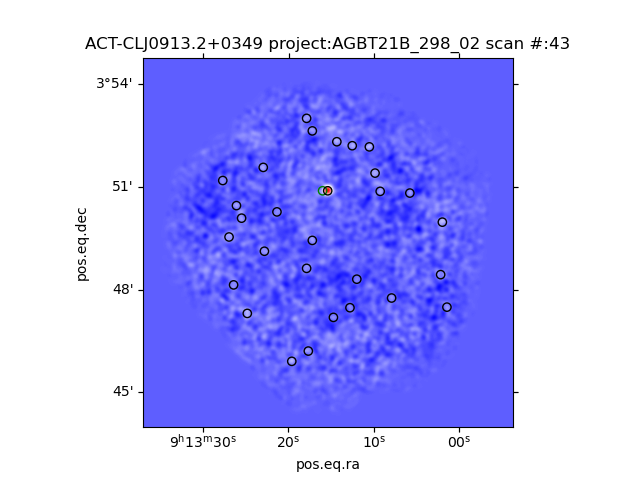 ACT-CLJ0913.2+0349 project:AGBT21B_298_02 scan #:43
3°54'
51'
48'
45'
pos.eq.dec
9ʰ13ᵐ30ˢ 20ˢ 10ˢ 00ˢ
pos.eq.ra